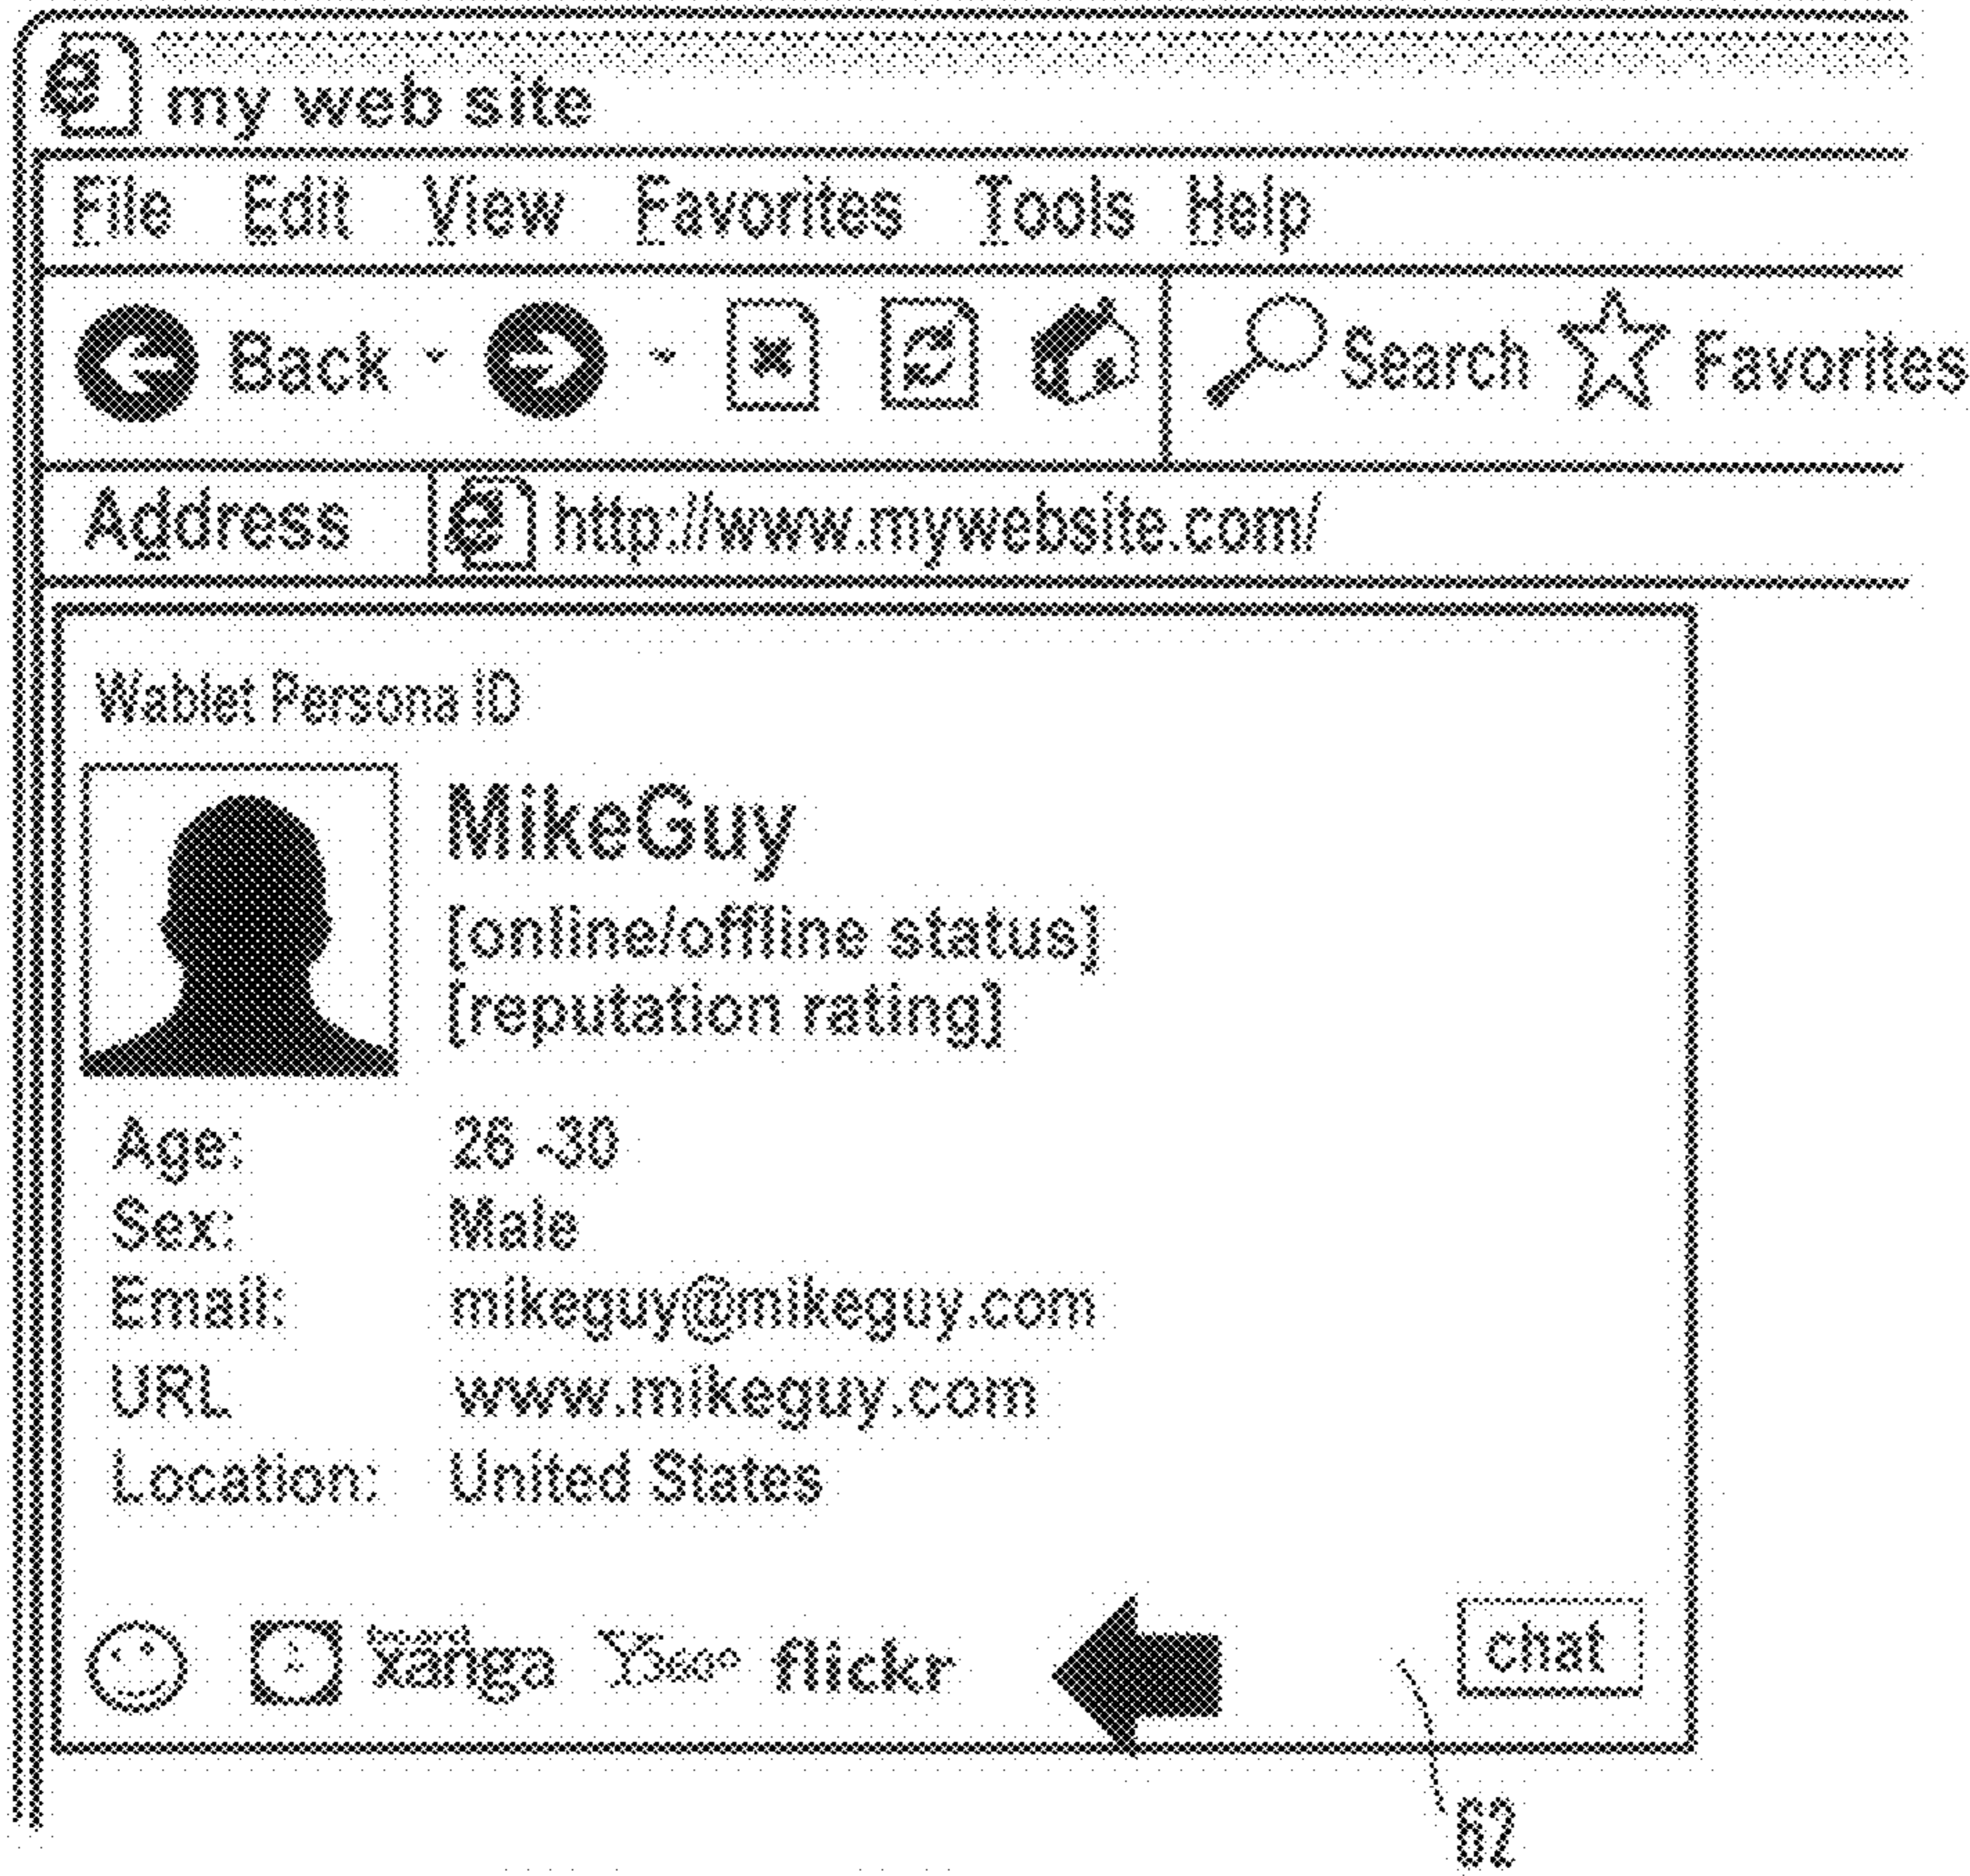 my web site
File Edit View Favorites Tools Help
Back Search Favorites
Address http://www.mywebsite.com/
Wablet Persona ID
MikeGuy
[online/offline status]
[reputation rating]
Age: 26 -30
Sex: Male
Email: mikeguy@mikeguy.com
URL www.mikeguy.com
Location: United States
xanga flickr chat
62